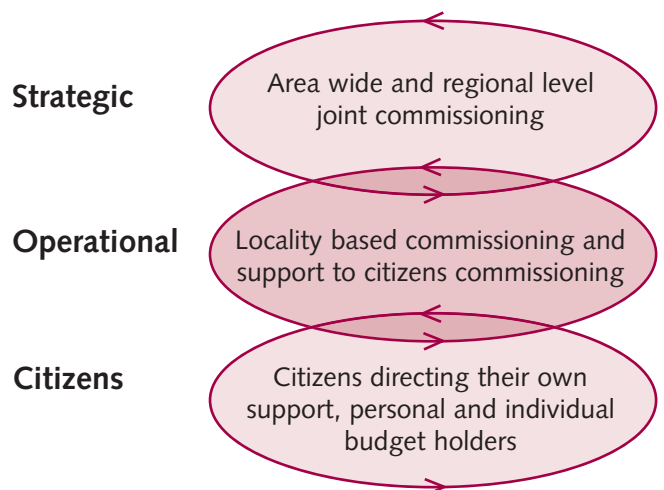 Strategic
Area wide and regional level
joint commissioning
Operational
Locality based commissioning and
support to citizens commissioning
Citizens
Citizens directing their own
support, personal and individual
budget holders